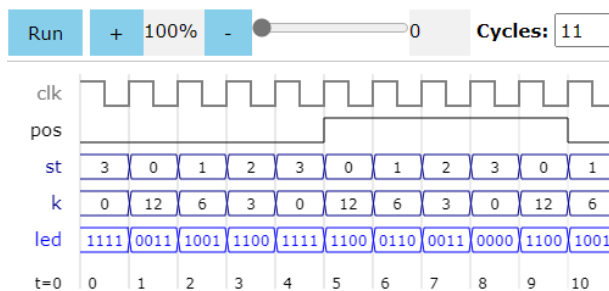 Run + 100% - 0 Cycles: 11
clk
pos
st 3 0 1 2 3 0 1 2 3 0 1
k 0 12 6 3 0 12 6 3 0 12 6
led 1111 0011 1001 1100 1111 1100 0110 0011 0000 1100 1001
t=0 0 1 2 3 4 5 6 7 8 9 10